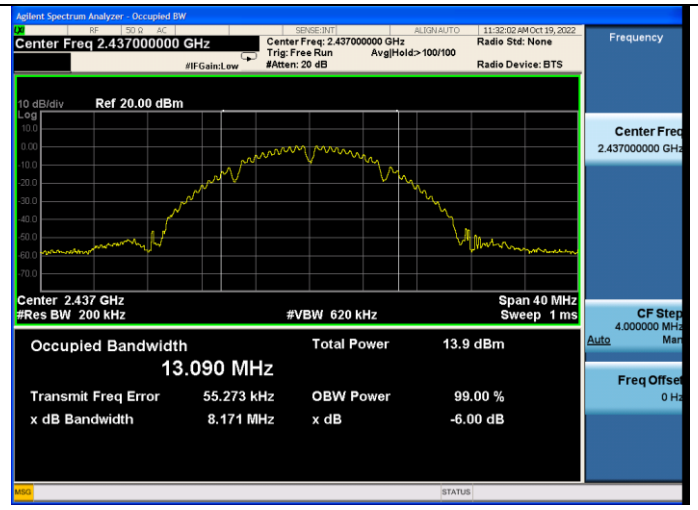 Agilent Spectrum Analyzer - Occupied BW
LXI RF 50 Ω AC SENSE:INT ALIGNAUTO 11:32:02 AM Oct 19, 2022
Center Freq 2.437000000 GHz Center Freq: 2.437000000 GHz Radio Std: None
Trig: Free Run Avg|Hold:>100/100
#IFGain:Low #Atten: 20 dB Radio Device: BTS
10 dB/div Ref 20.00 dBm
Log
10.0
0.00
-10.0
-20.0
-30.0
-40.0
-50.0
-60.0
-70.0
Center 2.437 GHz Span 40 MHz
#Res BW 200 kHz #VBW 620 kHz Sweep 1 ms
Occupied Bandwidth Total Power 13.9 dBm
13.090 MHz
Transmit Freq Error 55.273 kHz OBW Power 99.00 %
x dB Bandwidth 8.171 MHz x dB -6.00 dB
MSG STATUS
Frequency
Center Freq
2.437000000 GHz
CF Step
4.000000 MHz
Auto Man
Freq Offset
0 Hz